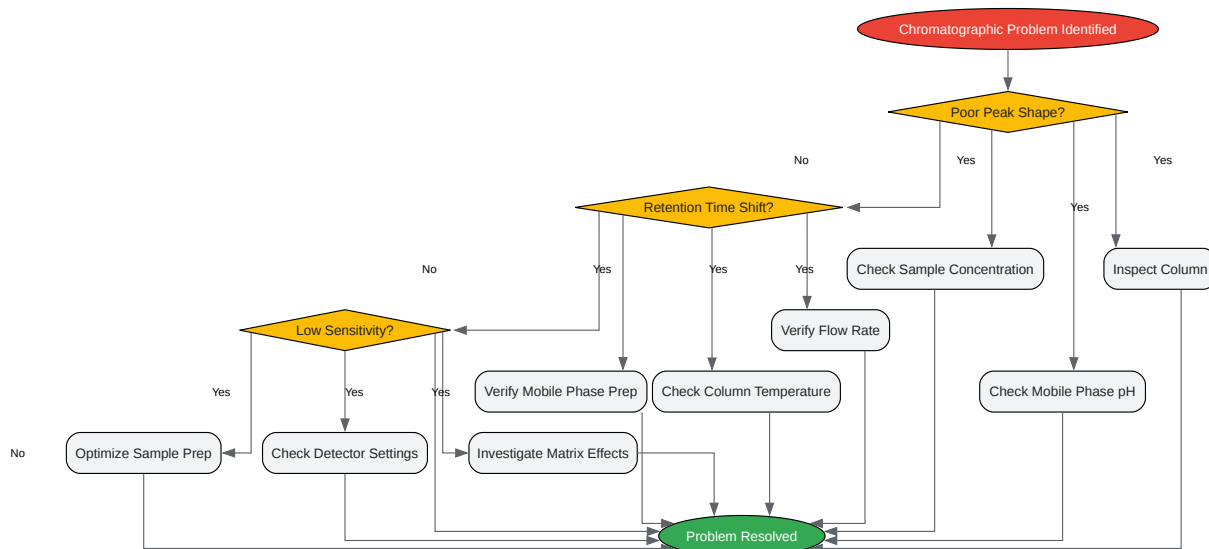 Chromatographic Problem Identified
Poor Peak Shape?
No
Yes
Yes
Retention Time Shift?
Yes
No
Yes
Yes
Yes
Check Sample Concentration
Inspect Column
Low Sensitivity?
Verify Flow Rate
Yes
Yes
Yes
Verify Mobile Phase Prep
Check Column Temperature
Check Mobile Phase pH
No
Optimize Sample Prep
Check Detector Settings
Investigate Matrix Effects
Problem Resolved